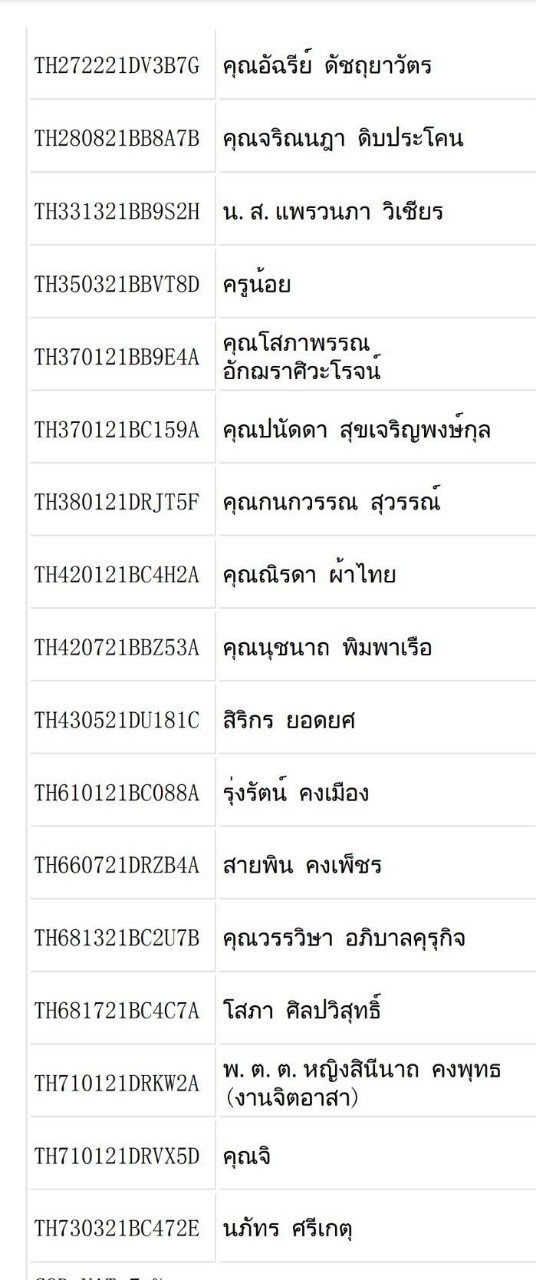 TH272221DV3B7G คุณอัฉรีย์ ดัชฤยาวัตร
TH280821BB8A7B คุณจริณนฎา ดิบประโคน
TH331321BB9S2H น. ส. แพรวนภา วิเชียร
TH350321BBVT8D ครูน้อย
TH370121BB9E4A คุณโสภาพรรณ
อักฌราศิวะโรจน์
TH370121BC159A คุณปนัดดา สุขเจริญพงษ์กุล
TH380121DRJT5F คุณกนกวรรณ สุวรรณ์
TH420121BC4H2A คุณณิรดา ผ้าไทย
TH420721BBZ53A คุณนุชนาถ พิมพาเรือ
TH430521DU181C สิริกร ยอดยศ
TH610121BC088A รุ่งรัตน์ คงเมือง
TH660721DRZB4A สายพิน คงเพ็ชร
TH681321BC2U7B คุณวรรวิษา อภิบาลคุรุกิจ
TH681721BC4C7A โสภา ศิลปวิสุทธิ์
TH710121DRKW2A พ. ต. ต. หญิงสินีนาถ คงพุทธ
(งานจิตอาสา)
TH710121DRVX5D คุณจิ
TH730321BC472E นภัทร ศรีเกตุ